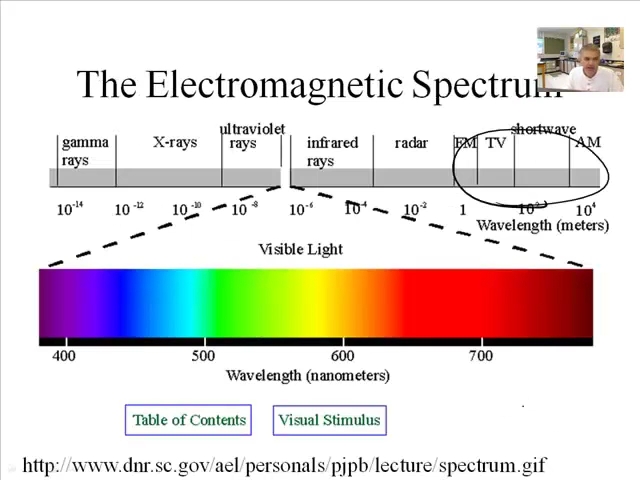 The Electromagnetic Spectrum
gamma rays X-rays ultraviolet rays infrared rays radar FM TV shortwave AM
10-14 10-12 10-10 10-8 10-6 10-4 10-2 1 10-2 104
Wavelength (meters)
Visible Light
400 500 600 700
Wavelength (nanometers)
Table of Contents Visual Stimulus
http://www.dnr.sc.gov/ael/personals/pjpb/lecture/spectrum.gif